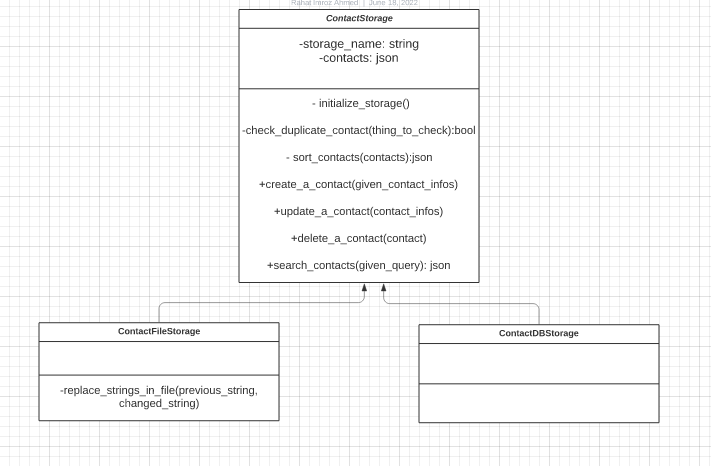 Rahat Imroz Ahmed | June 19, 2022
ContactStorage
-storage_name: string
-contacts: json
- initialize_storage()
-check_duplicate_contact(thing_to_check):bool
- sort_contacts(contacts):json
+create_a_contact(given_contact_infos)
+update_a_contact(contact_infos)
+delete_a_contact(contact)
+search_contacts(given_query): json
ContactFileStorage
-replace_strings_in_file(previous_string,
changed_string)
ContactDBStorage